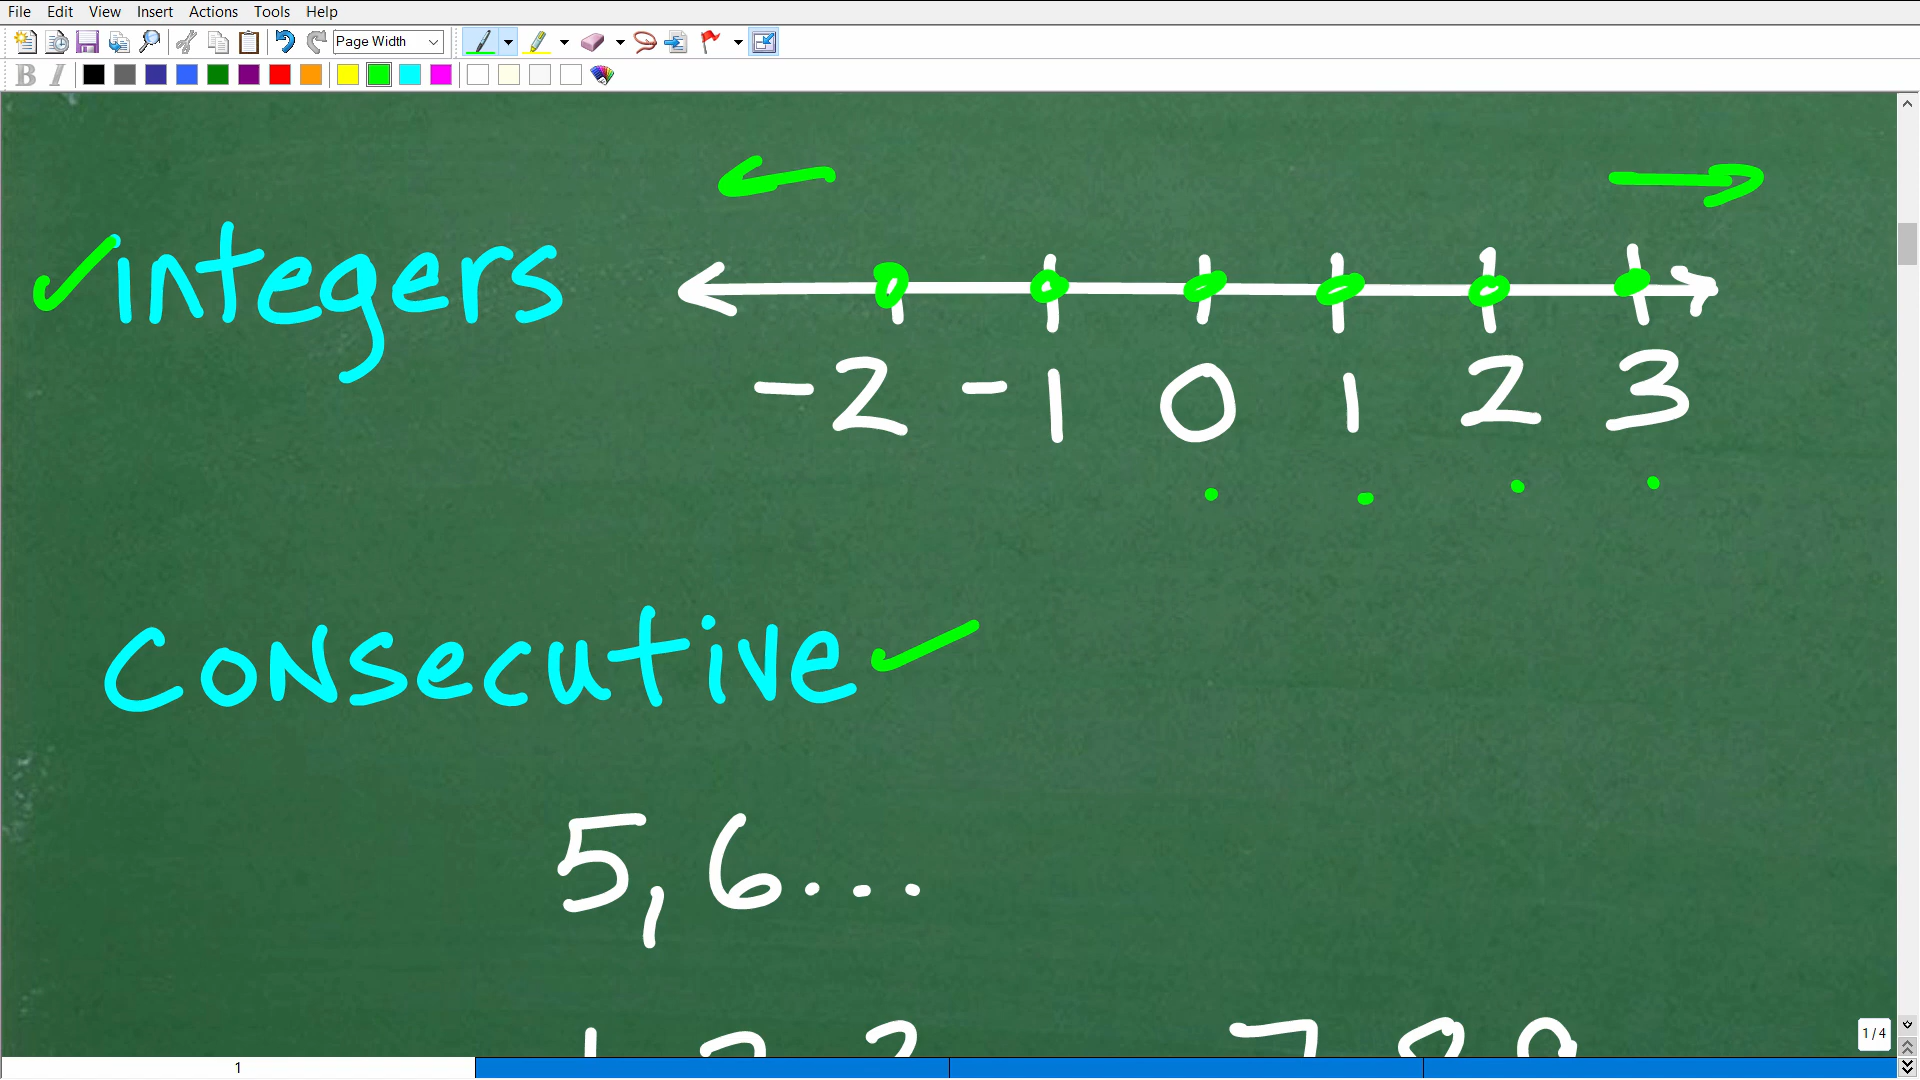 File Edit View Insert Actions Tools Help
Page Width
B I
integers
-2 -1 0 1 2 3
Consecutive
5, 6...
1/4
1